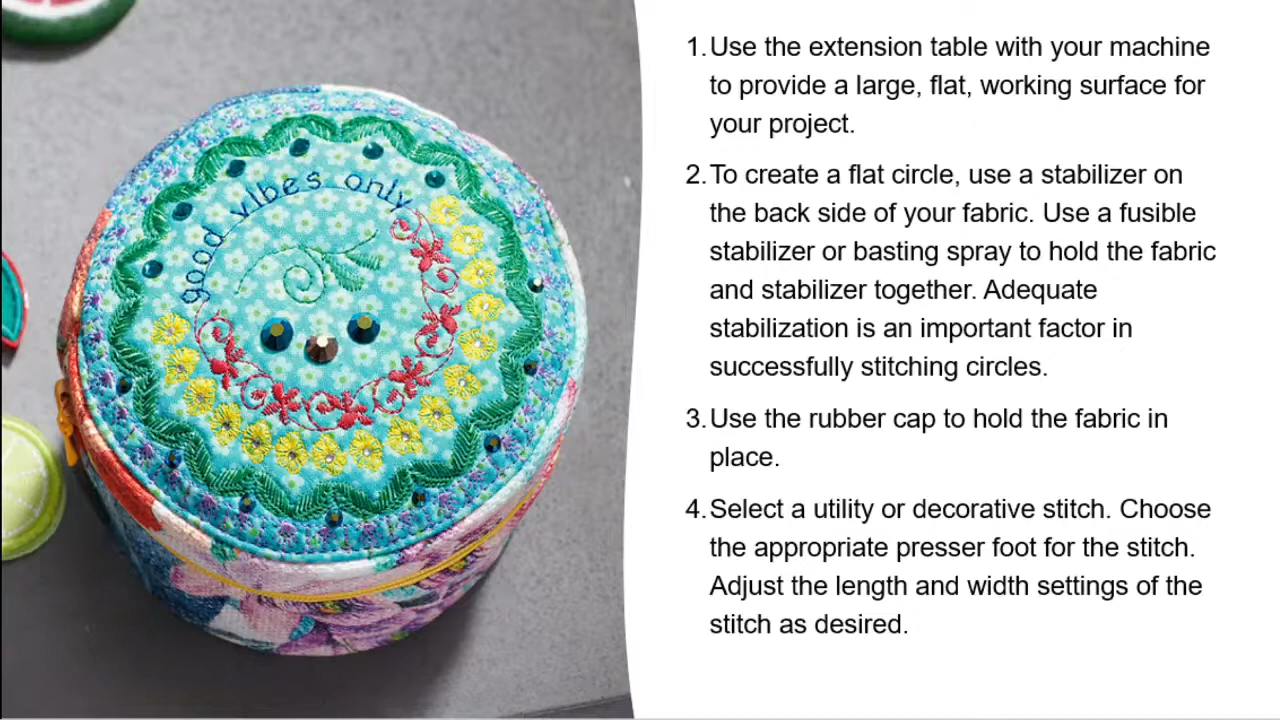 good vibes only
1. Use the extension table with your machine
to provide a large, flat, working surface for
your project.
2. To create a flat circle, use a stabilizer on
the back side of your fabric. Use a fusible
stabilizer or basting spray to hold the fabric
and stabilizer together. Adequate
stabilization is an important factor in
successfully stitching circles.
3. Use the rubber cap to hold the fabric in
place.
4. Select a utility or decorative stitch. Choose
the appropriate presser foot for the stitch.
Adjust the length and width settings of the
stitch as desired.